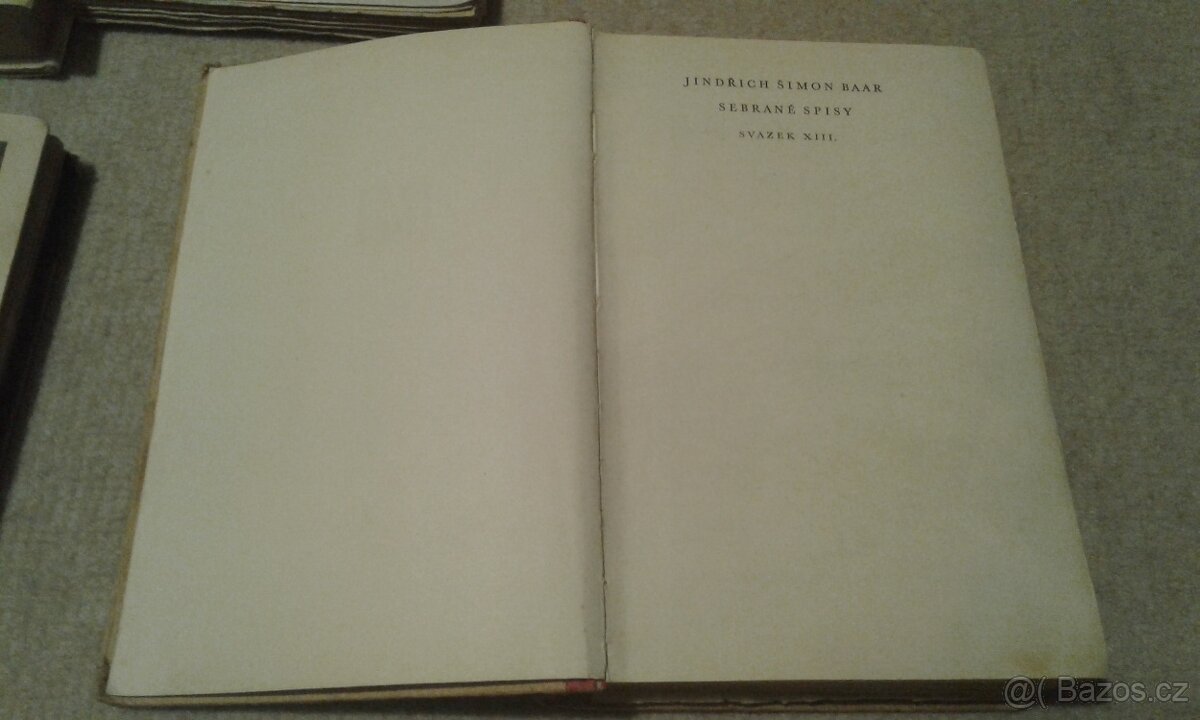 JINDŘICH ŠIMON BAAR
SEBRANÉ SPISY
SVAZEK XIII.
@( Bazos.cz